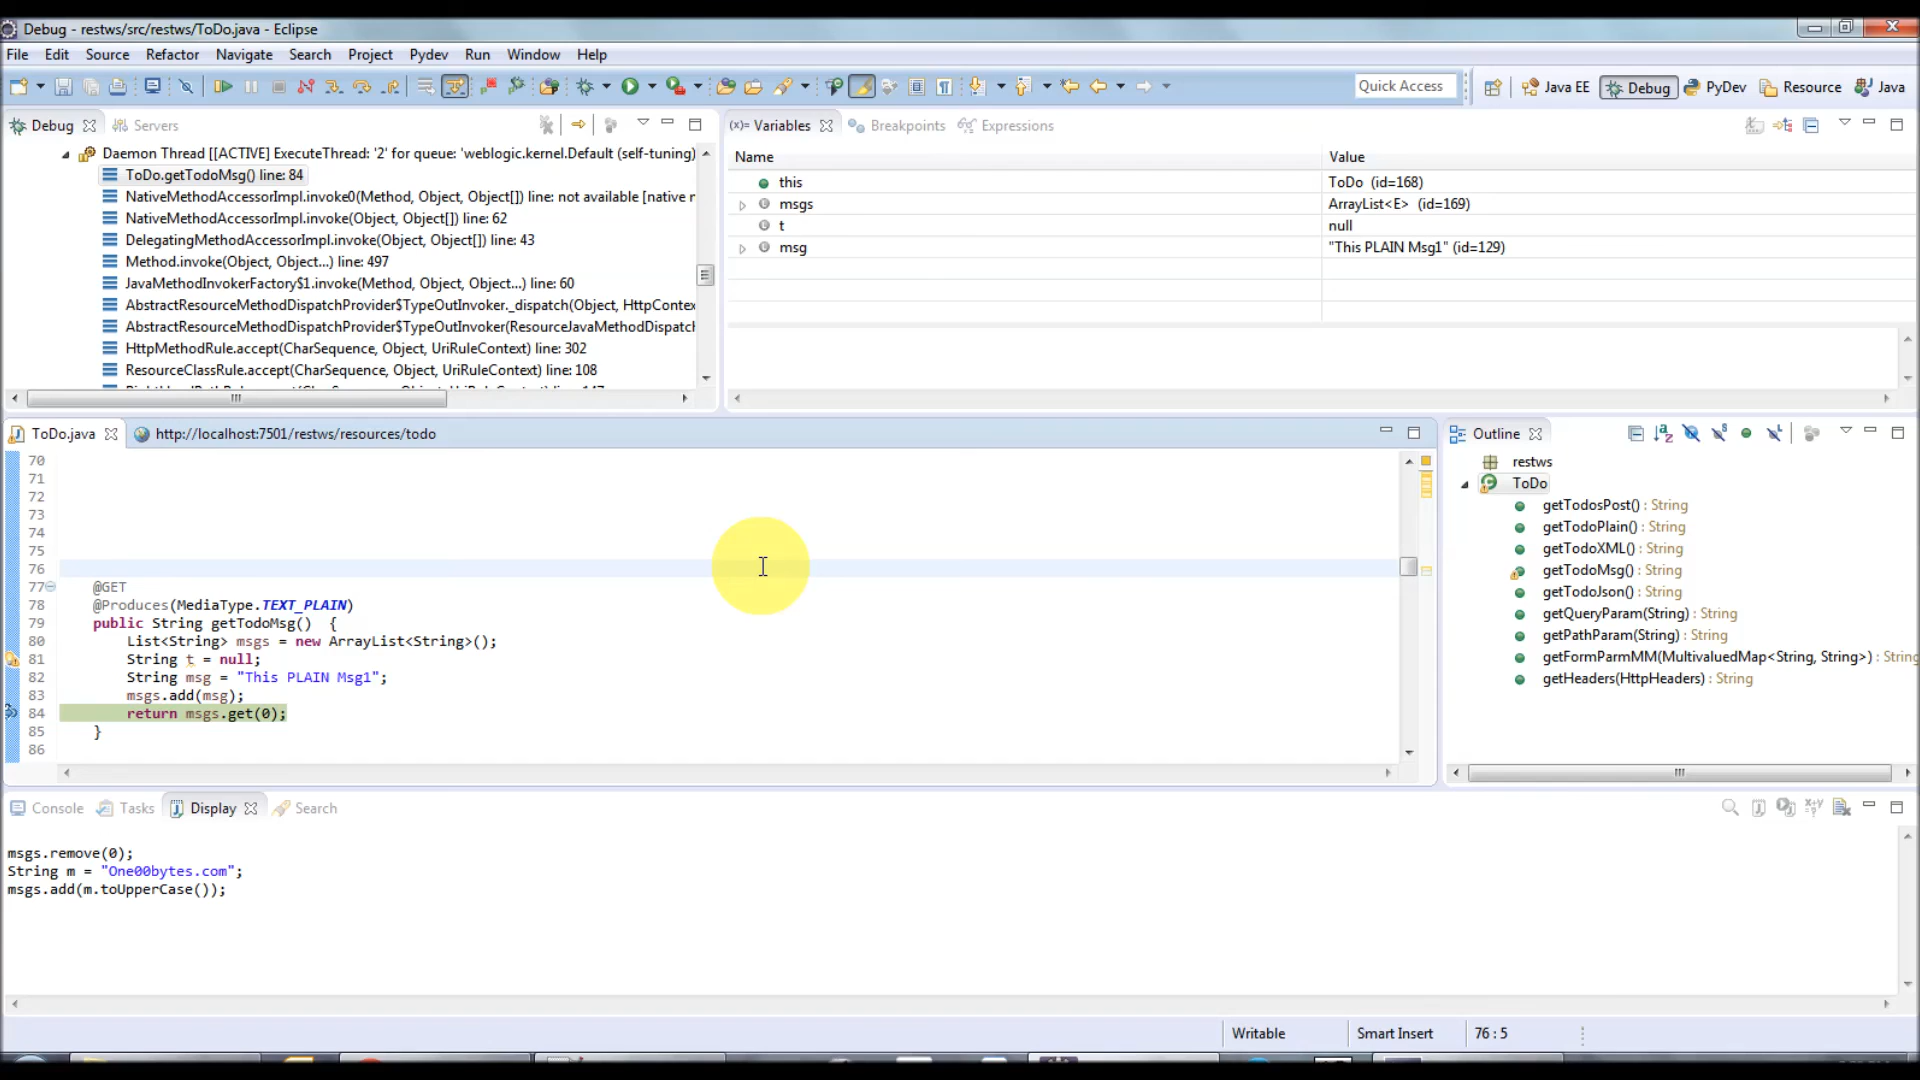 Debug - restws/src/restws/ToDo.java - Eclipse
File Edit Source Refactor Navigate Search Project Pydev Run Window Help
Quick Access Java EE Debug PyDev Resource Java
Debug Servers
Daemon Thread [[ACTIVE] ExecuteThread: '2' for queue: 'weblogic.kernel.Default (self-tuning)
ToDo.getTodoMsg() line: 84
NativeMethodAccessorImpl.invoke0(Method, Object, Object[]) line: not available [native r
NativeMethodAccessorImpl.invoke(Object, Object[]) line: 62
DelegatingMethodAccessorImpl.invoke(Object, Object[]) line: 43
Method.invoke(Object, Object...) line: 497
JavaMethodInvokerFactory$1.invoke(Method, Object, Object...) line: 60
AbstractResourceMethodDispatchProvider$TypeOutInvoker._dispatch(Object, HttpContex
AbstractResourceMethodDispatchProvider$TypeOutInvoker(ResourceJavaMethodDispatch
HttpMethodRule.accept(CharSequence, Object, UriRuleContext) line: 302
ResourceClassRule.accept(CharSequence, Object, UriRuleContext) line: 108
(x)= Variables Breakpoints Expressions
Name Value
this ToDo (id=168)
msgs ArrayList<E> (id=169)
t null
msg "This PLAIN Msg1" (id=129)
ToDo.java http://localhost:7501/restws/resources/todo
70
71
72
73
74
75
76
77 @GET
78 @Produces(MediaType.TEXT_PLAIN)
79 public String getTodoMsg() {
80 List<String> msgs = new ArrayList<String>();
81 String t = null;
82 String msg = "This PLAIN Msg1";
83 msgs.add(msg);
84 return msgs.get(0);
85 }
86
Outline
restws
ToDo
getTodosPost() : String
getTodoPlain() : String
getTodoXML() : String
getTodoMsg() : String
getTodoJson() : String
getQueryParam(String) : String
getPathParam(String) : String
getFormParmMM(MultivaluedMap<String, String>) : String
getHeaders(HttpHeaders) : String
Console Tasks Display Search
msgs.remove(0);
String m = "One00bytes.com";
msgs.add(m.toUpperCase());
Writable Smart Insert 76 : 5